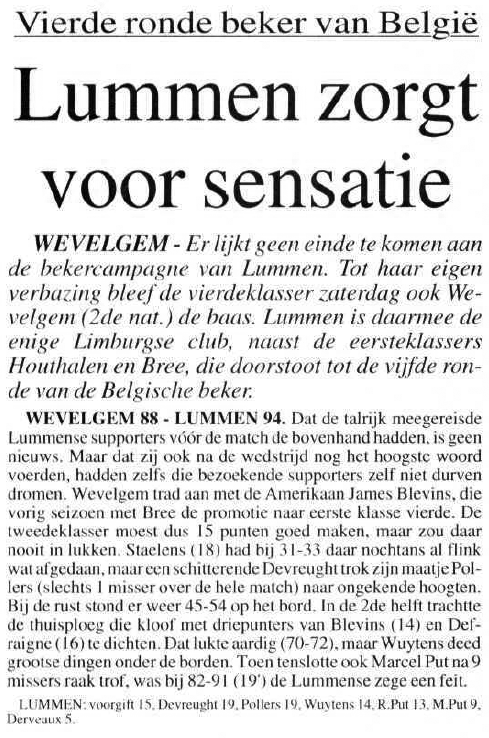 Vierde ronde beker van België
Lummen zorgt
voor sensatie
WEVELGEM - Er lijkt geen einde te komen aan
de bekercampagne van Lummen. Tot haar eigen
verbazing bleef de vierdeklasser zaterdag ook We-
velgem (2de nat.) de baas. Lummen is daarmee de
enige Limburgse club, naast de eersteklassers
Houthalen en Bree, die doorstoot tot de vijfde ron-
de van de Belgische beker.
WEVELGEM 88 - LUMMEN 94. Dat de talrijk meegereisde
Lummense supporters vóór de match de bovenhand hadden, is geen
nieuws. Maar dat zij ook na de wedstrijd nog het hoogste woord
voerden, hadden zelfs die bezoekende supporters zelf niet durven
dromen. Wevelgem trad aan met de Amerikaan James Blevins, die
vorig seizoen met Bree de promotie naar eerste klasse vierde. De
tweedeklasser moest dus 15 punten goed maken, maar zou daar
nooit in lukken. Staelens (18) had bij 31-33 daar nochtans al flink
wat afgedaan, maar een schitterende Devreught trok zijn maatje Pol-
lers (slechts 1 misser over de hele match) naar ongekende hoogten.
Bij de rust stond er weer 45-54 op het bord. In de 2de helft trachtte
de thuisploeg die kloof met driepunters van Blevins (14) en Def-
raigne (16) te dichten. Dat lukte aardig (70-72), maar Wuytens deed
grootse dingen onder de borden. Toen tenslotte ook Marcel Put na 9
missers raak trof, was bij 82-91 (19') de Lummense zege een feit.
LUMMEN: voorgift 15, Devreught 19, Pollers 19, Wuytens 14, R.Put 13, M.Put 9,
Derveaux 5.